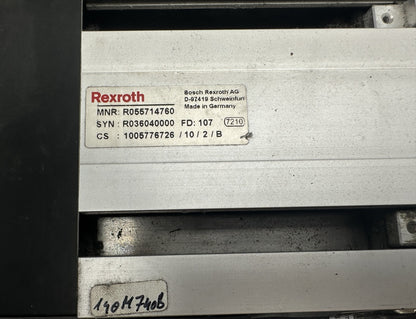 Rexroth
Bosch Rexroth AG
D-97419 Schweinfurt
Made in Germany
MNR: R055714760
SYN: R036040000 FD: 107 7210
CS : 1005776726 / 10 / 2 / B
140M740B